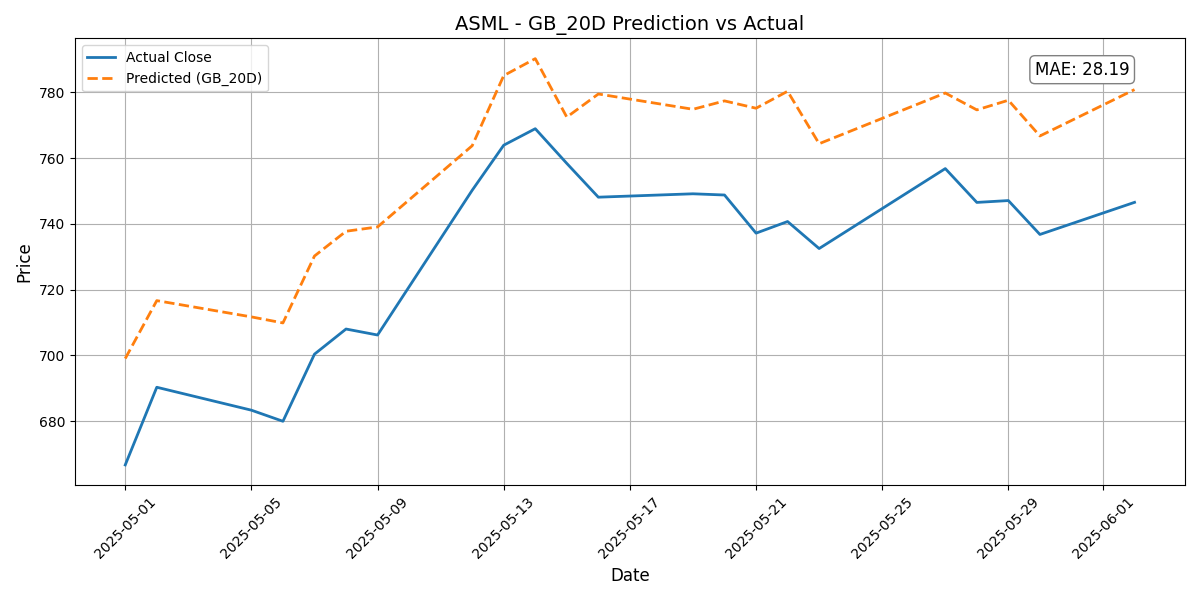 ASML - GB_20D Prediction vs Actual
Actual Close
Predicted (GB_20D)
MAE: 28.19
780
760
740
720
700
680
Price
2025-05-01
2025-05-05
2025-05-09
2025-05-13
2025-05-17
2025-05-21
2025-05-25
2025-05-29
2025-06-01
Date